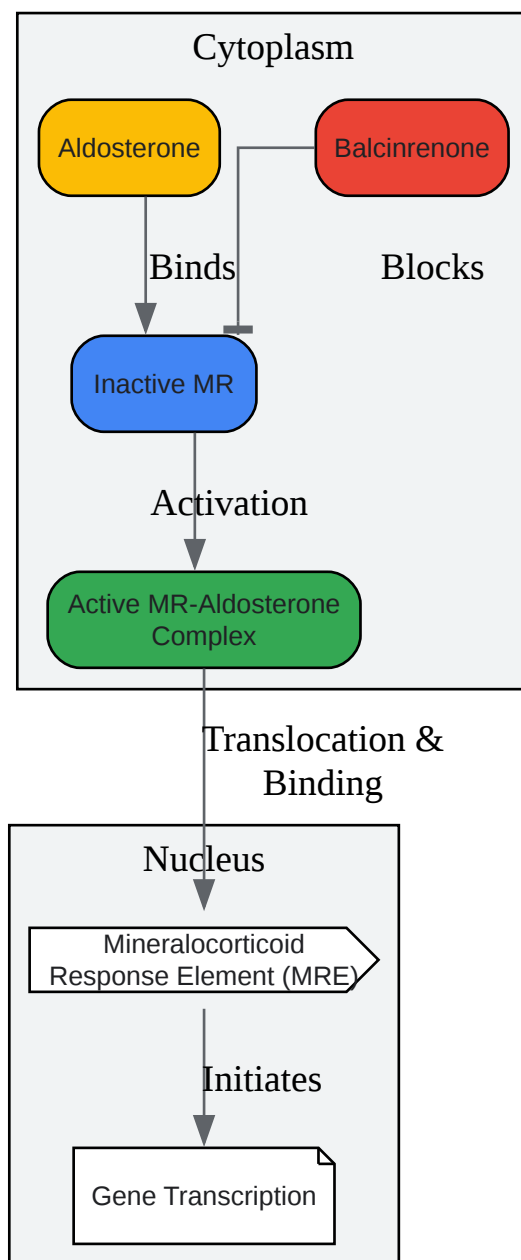 Cytoplasm
Aldosterone
Balcinrenone
Binds
Blocks
Inactive MR
Activation
Active MR-Aldosterone
Complex
Translocation &
Binding
Nucleus
Mineralocorticoid
Response Element (MRE)
Initiates
Gene Transcription